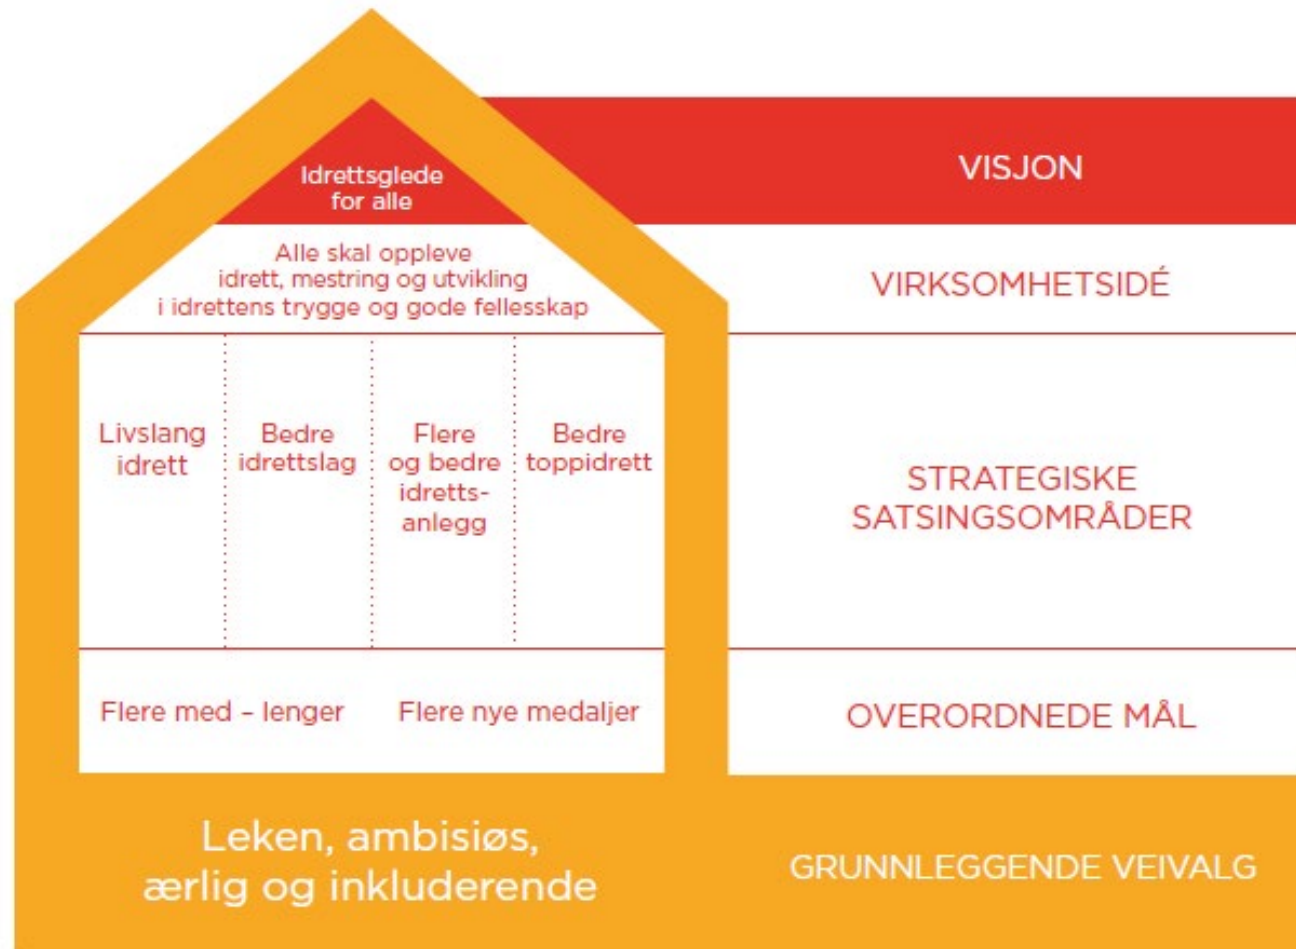 Idrettsglede
for alle
VISJON
Alle skal oppleve
idrett, mestring og utvikling
i idrettens trygge og gode fellesskap
VIRKSOMHETSIDÉ
Livslang
idrett
Bedre
idrettslag
Flere
og bedre
idretts-
anlegg
Bedre
toppidrett
STRATEGISKE
SATSINGSOMRÅDER
Flere med – lenger
Flere nye medaljer
OVERORDNEDE MÅL
Leken, ambisiøs,
ærlig og inkluderende
GRUNNLEGGENDE VEIVALG